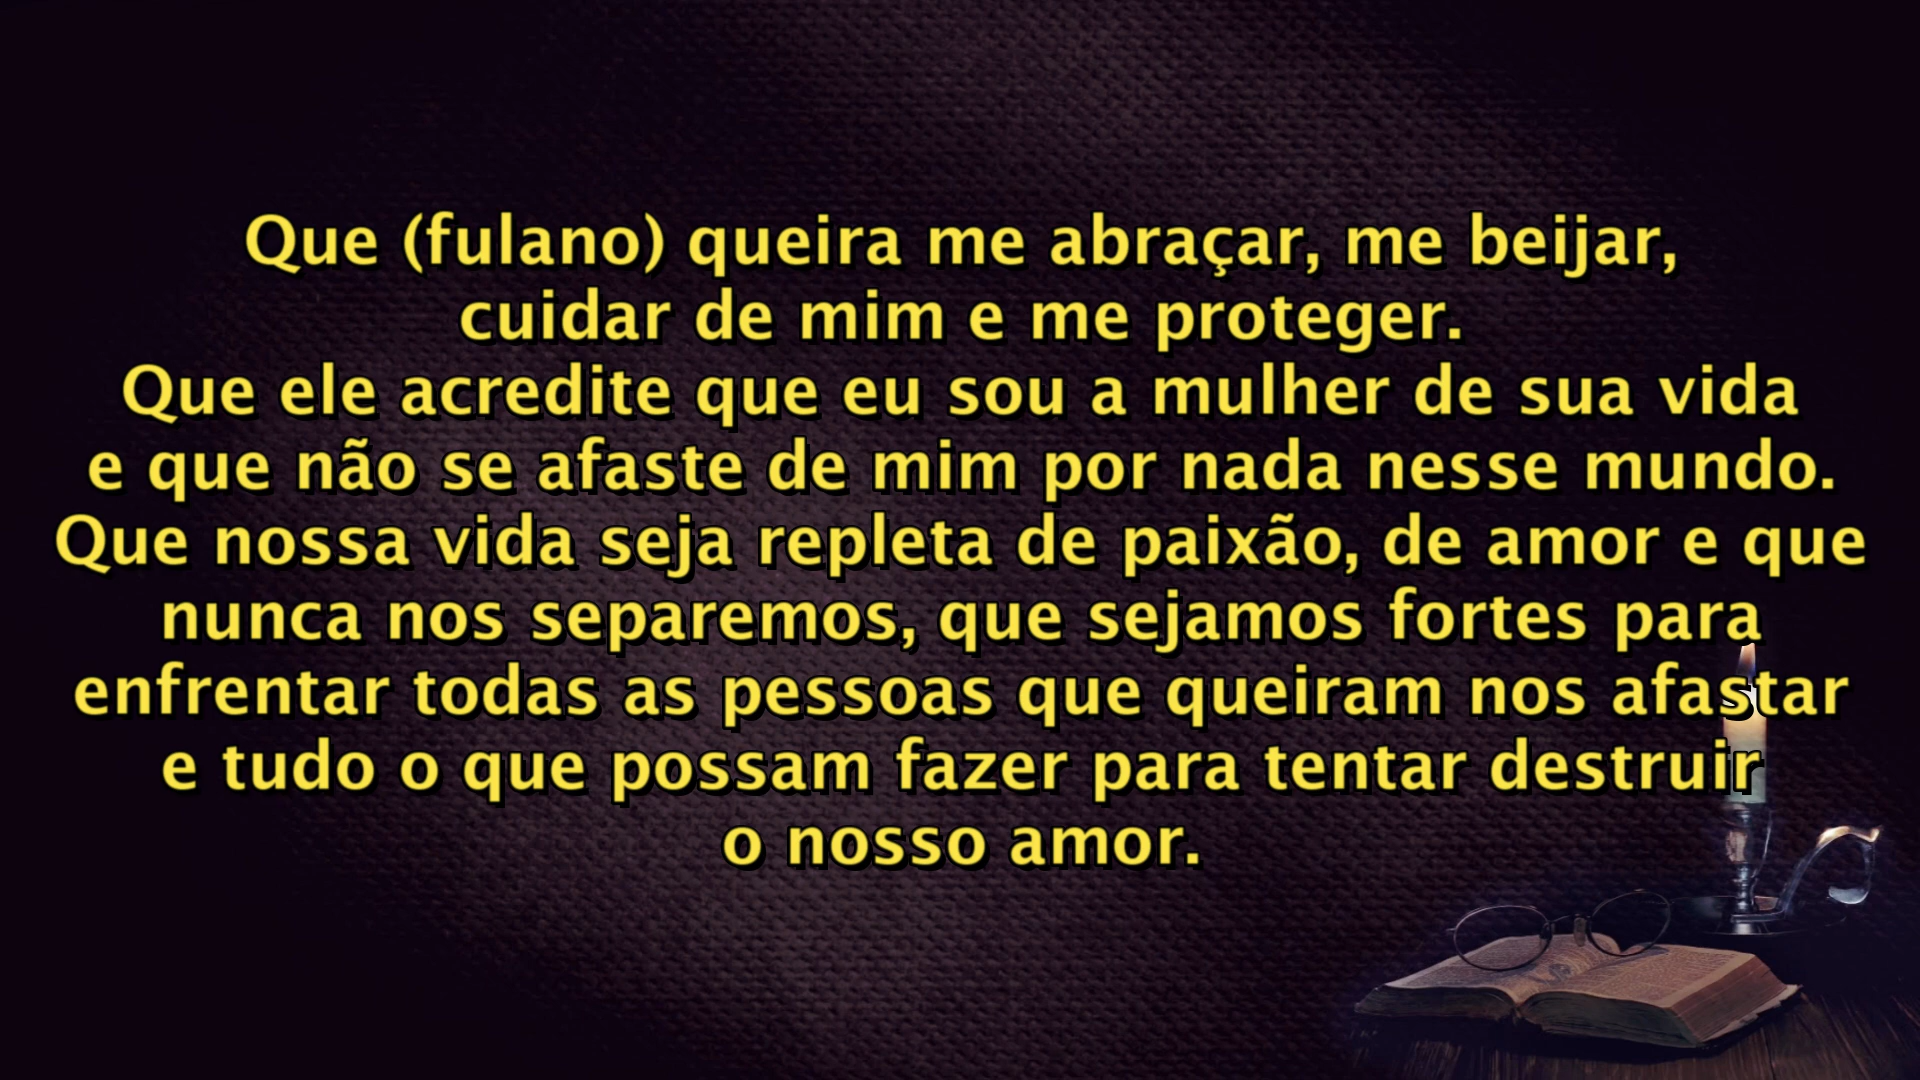 Que (fulano) queira me abraçar, me beijar,
cuidar de mim e me proteger.
Que ele acredite que eu sou a mulher de sua vida
e que não se afaste de mim por nada nesse mundo.
Que nossa vida seja repleta de paixão, de amor e que
nunca nos separemos, que sejamos fortes para
enfrentar todas as pessoas que queiram nos afastar
e tudo o que possam fazer para tentar destruir
o nosso amor.